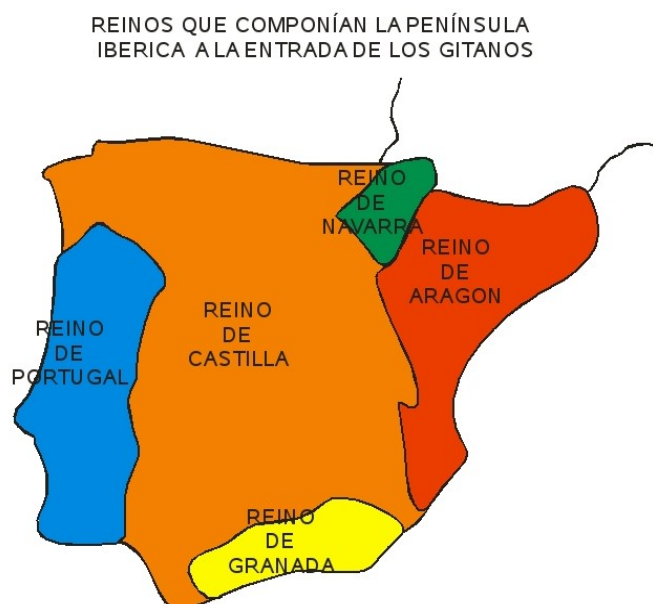 REINOS QUE COMPONÍAN LA PENÍNSULA
IBERICA A LA ENTRADA DE LOS GITANOS
REINO
DE
NAVARRA
REINO
DE
ARAGON
REINO
DE
CASTILLA
REINO
DE
PORTUGAL
REINO
DE
GRANADA